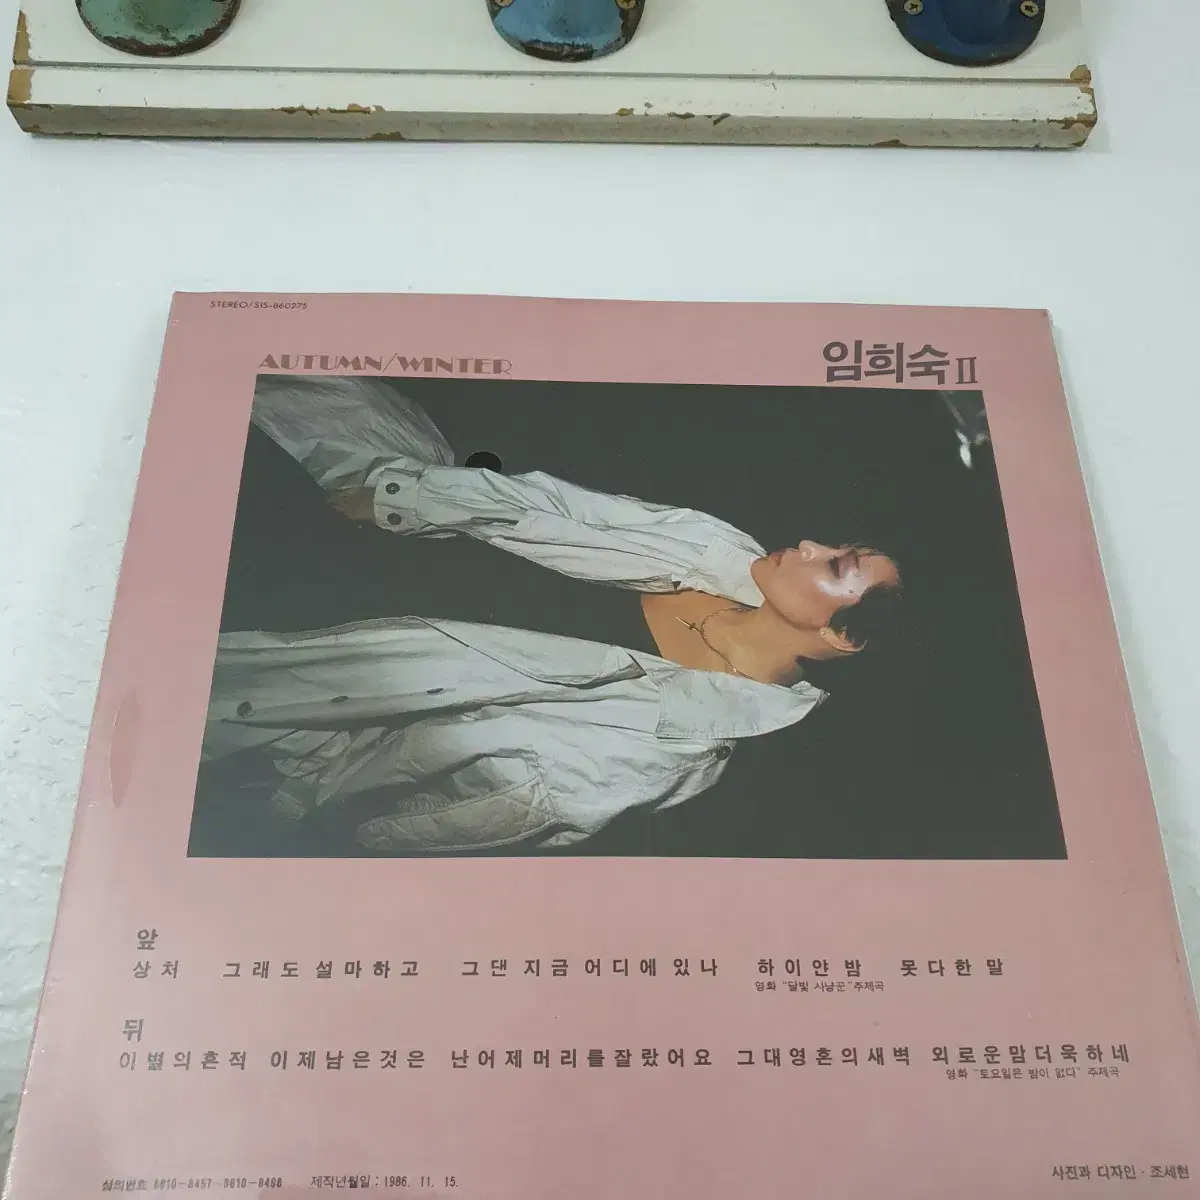 STEREO/SIS-860275
AUTUMN/WINTER
임희숙 II
앞
상처 그래도설마하고 그댄지금어디에있나 하이얀밤 못다한말
영화 "달빛 사냥꾼" 주제곡
뒤
이별의흔적 이제남은것은 난어제머리를잘랐어요 그대영혼의새벽 외로운맘더욱하네
영화 "토요일은 밤이 없다" 주제곡
심의번호 8610-8457~8610-8468 제작년월일 : 1986. 11. 15.
사진과 디자인 · 조세현